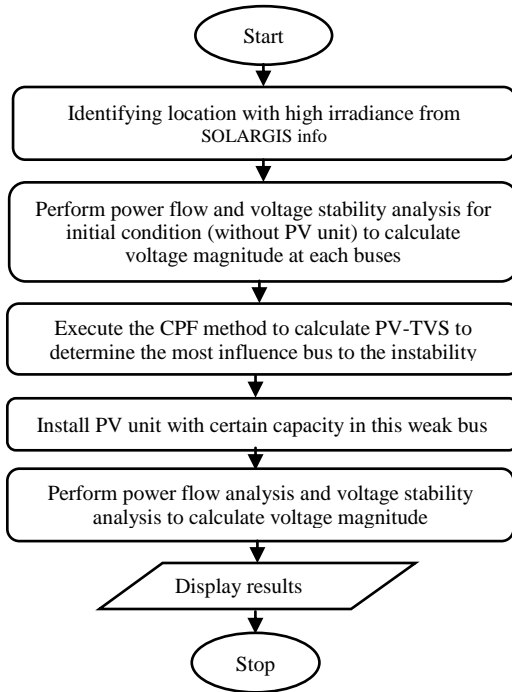 Start
Identifying location with high irradiance from
SOLARGIS info
Perform power flow and voltage stability analysis for
initial condition (without PV unit) to calculate
voltage magnitude at each buses
Execute the CPF method to calculate PV-TVS to
determine the most influence bus to the instability
Install PV unit with certain capacity in this weak bus
Perform power flow analysis and voltage stability
analysis to calculate voltage magnitude
Display results
Stop